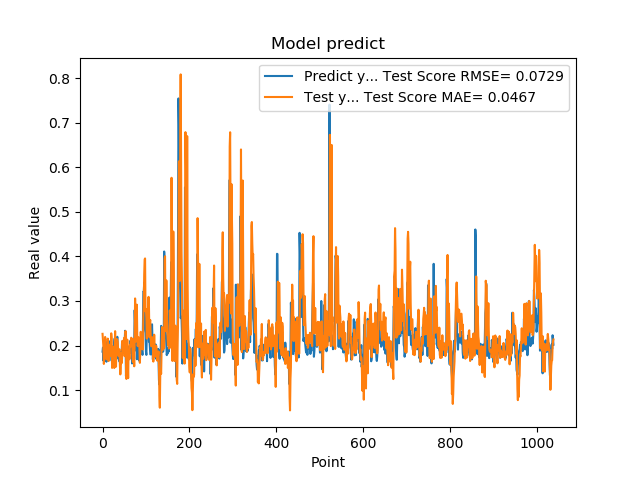 Model predict
Predict y... Test Score RMSE= 0.0729
Test y... Test Score MAE= 0.0467
0.8
0.7
0.6
0.5
0.4
0.3
0.2
0.1
Real value
0 200 400 600 800 1000
Point